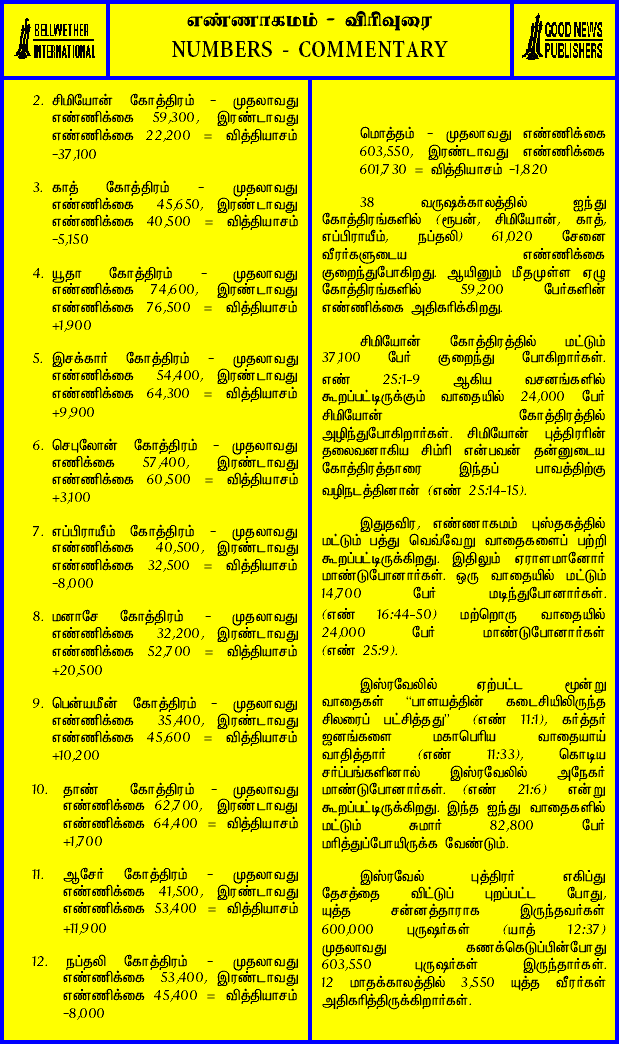 BELLWETHER
INTERNATIONAL
எண்ணாகமம் - விரிவுரை
NUMBERS - COMMENTARY
GOOD NEWS
PUBLISHERS
2. சிமியோன் கோத்திரம் - முதலாவது
எண்ணிக்கை 59,300, இரண்டாவது
எண்ணிக்கை 22,200 = வித்தியாசம்
-37,100
3. காத் கோத்திரம் - முதலாவது
எண்ணிக்கை 45,650, இரண்டாவது
எண்ணிக்கை 40,500 = வித்தியாசம்
-5,150
4. யூதா கோத்திரம் - முதலாவது
எண்ணிக்கை 74,600, இரண்டாவது
எண்ணிக்கை 76,500 = வித்தியாசம்
+1,900
5. இசக்கார் கோத்திரம் - முதலாவது
எண்ணிக்கை 54,400, இரண்டாவது
எண்ணிக்கை 64,300 = வித்தியாசம்
+9,900
6. செபுலோன் கோத்திரம் - முதலாவது
எணிக்கை 57,400, இரண்டாவது
எண்ணிக்கை 60,500 = வித்தியாசம்
+3,100
7. எப்பிராயீம் கோத்திரம் - முதலாவது
எண்ணிக்கை 40,500, இரண்டாவது
எண்ணிக்கை 32,500 = வித்தியாசம்
-8,000
8. மனாசே கோத்திரம் - முதலாவது
எண்ணிக்கை 32,200, இரண்டாவது
எண்ணிக்கை 52,700 = வித்தியாசம்
+20,500
9. பென்யமீன் கோத்திரம் - முதலாவது
எண்ணிக்கை 35,400, இரண்டாவது
எண்ணிக்கை 45,600 = வித்தியாசம்
+10,200
10. தாண் கோத்திரம் - முதலாவது
எண்ணிக்கை 62,700, இரண்டாவது
எண்ணிக்கை 64,400 = வித்தியாசம்
+1,700
11. ஆசேர் கோத்திரம் - முதலாவது
எண்ணிக்கை 41,500, இரண்டாவது
எண்ணிக்கை 53,400 = வித்தியாசம்
+11,900
12. நப்தலி கோத்திரம் - முதலாவது
எண்ணிக்கை 53,400, இரண்டாவது
எண்ணிக்கை 45,400 = வித்தியாசம்
-8,000
மொத்தம் - முதலாவது எண்ணிக்கை
603,550, இரண்டாவது எண்ணிக்கை
601,730 = வித்தியாசம் -1,820
38 வருஷக்காலத்தில் ஐந்து
கோத்திரங்களில் (ரூபன், சிமியோன், காத்,
எப்பிராயீம், நப்தலி) 61,020 சேனை
வீரர்களுடைய எண்ணிக்கை
குறைந்துபோகிறது. ஆயினும் மீதமுள்ள ஏழு
கோத்திரங்களில் 59,200 பேர்களின்
எண்ணிக்கை அதிகரிக்கிறது.
சிமியோன் கோத்திரத்தில் மட்டும்
37,100 பேர் குறைந்து போகிறார்கள்.
எண் 25:1-9 ஆகிய வசனங்களில்
கூறப்பட்டிருக்கும் வாதையில் 24,000 பேர்
சிமியோன் கோத்திரத்தில்
அழிந்துபோகிறார்கள். சிமியோன் புத்திரரின்
தலைவனாகிய சிம்ரி என்பவன் தன்னுடைய
கோத்திரத்தாரை இந்தப் பாவத்திற்கு
வழிநடத்தினான் (எண் 25:14-15).
இதுதவிர, எண்ணாகமம் புஸ்தகத்தில்
மட்டும் பத்து வெவ்வேறு வாதைகளைப் பற்றி
கூறப்பட்டிருக்கிறது. இதிலும் ஏராளமானோர்
மாண்டுபோனார்கள். ஒரு வாதையில் மட்டும்
14,700 பேர் மடிந்துபோனார்கள்.
(எண் 16:44-50) மற்றொரு வாதையில்
24,000 பேர் மாண்டுபோனார்கள்
(எண் 25:9).
இஸ்ரவேலில் ஏற்பட்ட மூன்று
வாதைகள் “பாளயத்தின் கடைசியிலிருந்த
சிலரைப் பட்சித்தது” (எண் 11:1), கர்த்தர்
ஜனங்களை மகாபெரிய வாதையாய்
வாதித்தார் (எண் 11:33), கொடிய
சர்ப்பங்களினால் இஸ்ரவேலில் அநேகர்
மாண்டுபோனார்கள். (எண் 21:6) என்று
கூறப்பட்டிருக்கிறது. இந்த ஐந்து வாதைகளில்
மட்டும் சுமார் 82,800 பேர்
மரித்துப்போயிருக்க வேண்டும்.
இஸ்ரவேல் புத்திரர் எகிப்து
தேசத்தை விட்டுப் புறப்பட்ட போது,
யுத்த சன்னத்தாராக இருந்தவர்கள்
600,000 புருஷர்கள் (யாத் 12:37)
முதலாவது கணக்கெடுப்பின்போது
603,550 புருஷர்கள் இருந்தார்கள்.
12 மாதக்காலத்தில் 3,550 யுத்த வீரர்கள்
அதிகரித்திருக்கிறார்கள்.